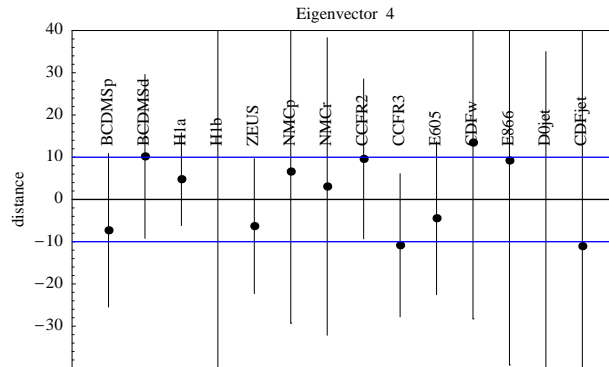 Eigenvector 4
40
30
20
10
0
−10
−20
−30
distance
BCDMSp
BCDMSd
H1a
H1b
ZEUS
NMCp
NMCr
CCFR2
CCFR3
E605
CDFw
E866
D0jet
CDFjet